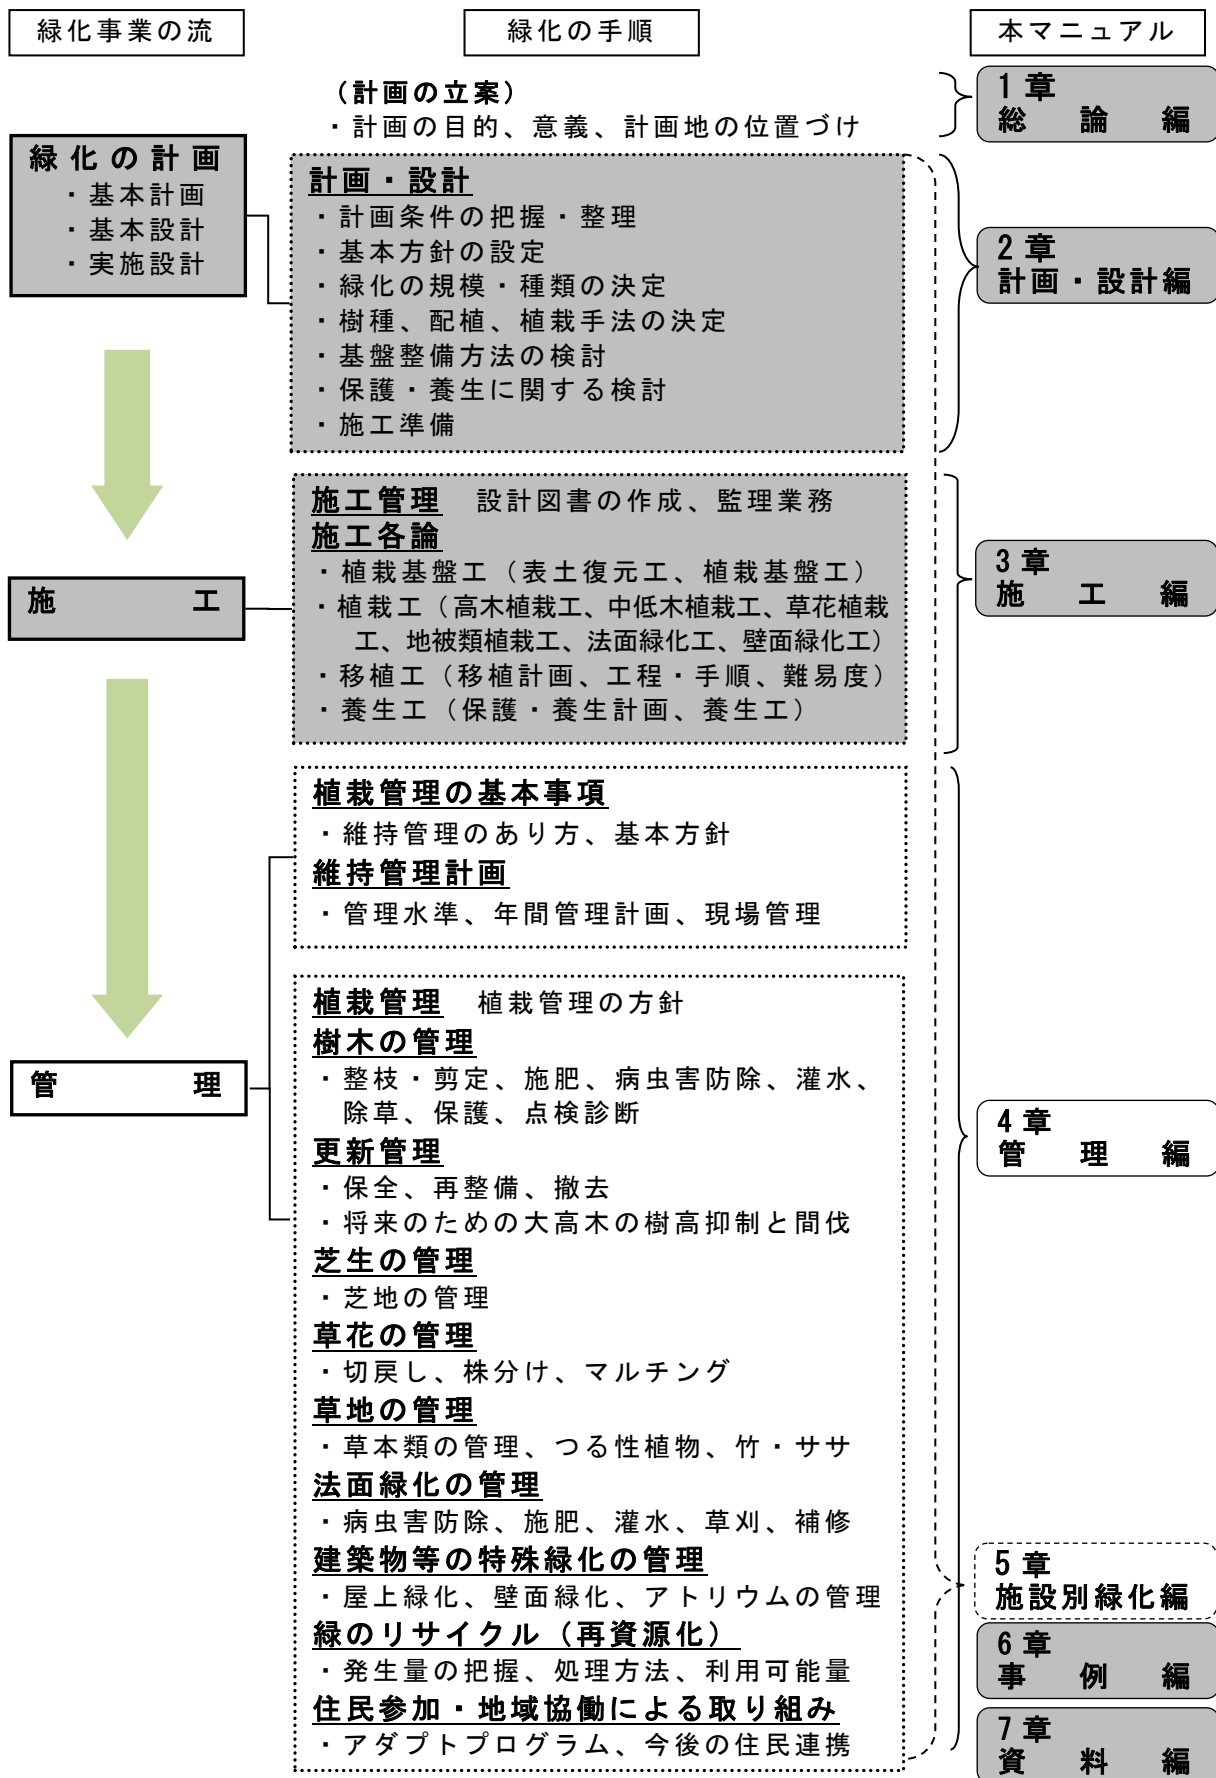 緑化事業の流
緑化の手順
本マニュアル
(計画の立案)
・計画の目的、意義、計画地の位置づけ
1章
総論編
緑化の計画
・基本計画
・基本設計
・実施設計
計画・設計
・計画条件の把握・整理
・基本方針の設定
・緑化の規模・種類の決定
・樹種、配植、植栽手法の決定
・基盤整備方法の検討
・保護・養生に関する検討
・施工準備
2章
計画・設計編
施工
施工管理 設計図書の作成、監理業務
施工各論
・植栽基盤工（表土復元工、植栽基盤工）
・植栽工（高木植栽工、中低木植栽工、草花植栽
工、地被類植栽工、法面緑化工、壁面緑化工）
・移植工（移植計画、工程・手順、難易度）
・養生工（保護・養生計画、養生工）
3章
施工編
管理
植栽管理の基本事項
・維持管理のあり方、基本方針
維持管理計画
・管理水準、年間管理計画、現場管理
植栽管理 植栽管理の方針
樹木の管理
・整枝・剪定、施肥、病虫害防除、灌水、
除草、保護、点検診断
更新管理
・保全、再整備、撤去
・将来のための大高木の樹高抑制と間伐
芝生の管理
・芝地の管理
草花の管理
・切戻し、株分け、マルチング
草地の管理
・草本類の管理、つる性植物、竹・ササ
法面緑化の管理
・病虫害防除、施肥、灌水、草刈、補修
建築物等の特殊緑化の管理
・屋上緑化、壁面緑化、アトリウムの管理
緑のリサイクル（再資源化）
・発生量の把握、処理方法、利用可能量
住民参加・地域協働による取り組み
・アダプトプログラム、今後の住民連携
4章
管理編
5章
施設別緑化編
6章
事例編
7章
資料編